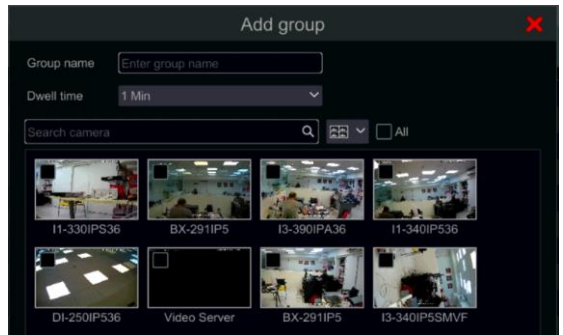 Add group
Group name Enter group name
Dwell time 1 Min
Search camera All
I1-330IPS36 BX-291IP5 I3-390IPA36 I1-340IP536
DI-250IP536 Video Server BX-291IP5 I3-340IP5SMVF